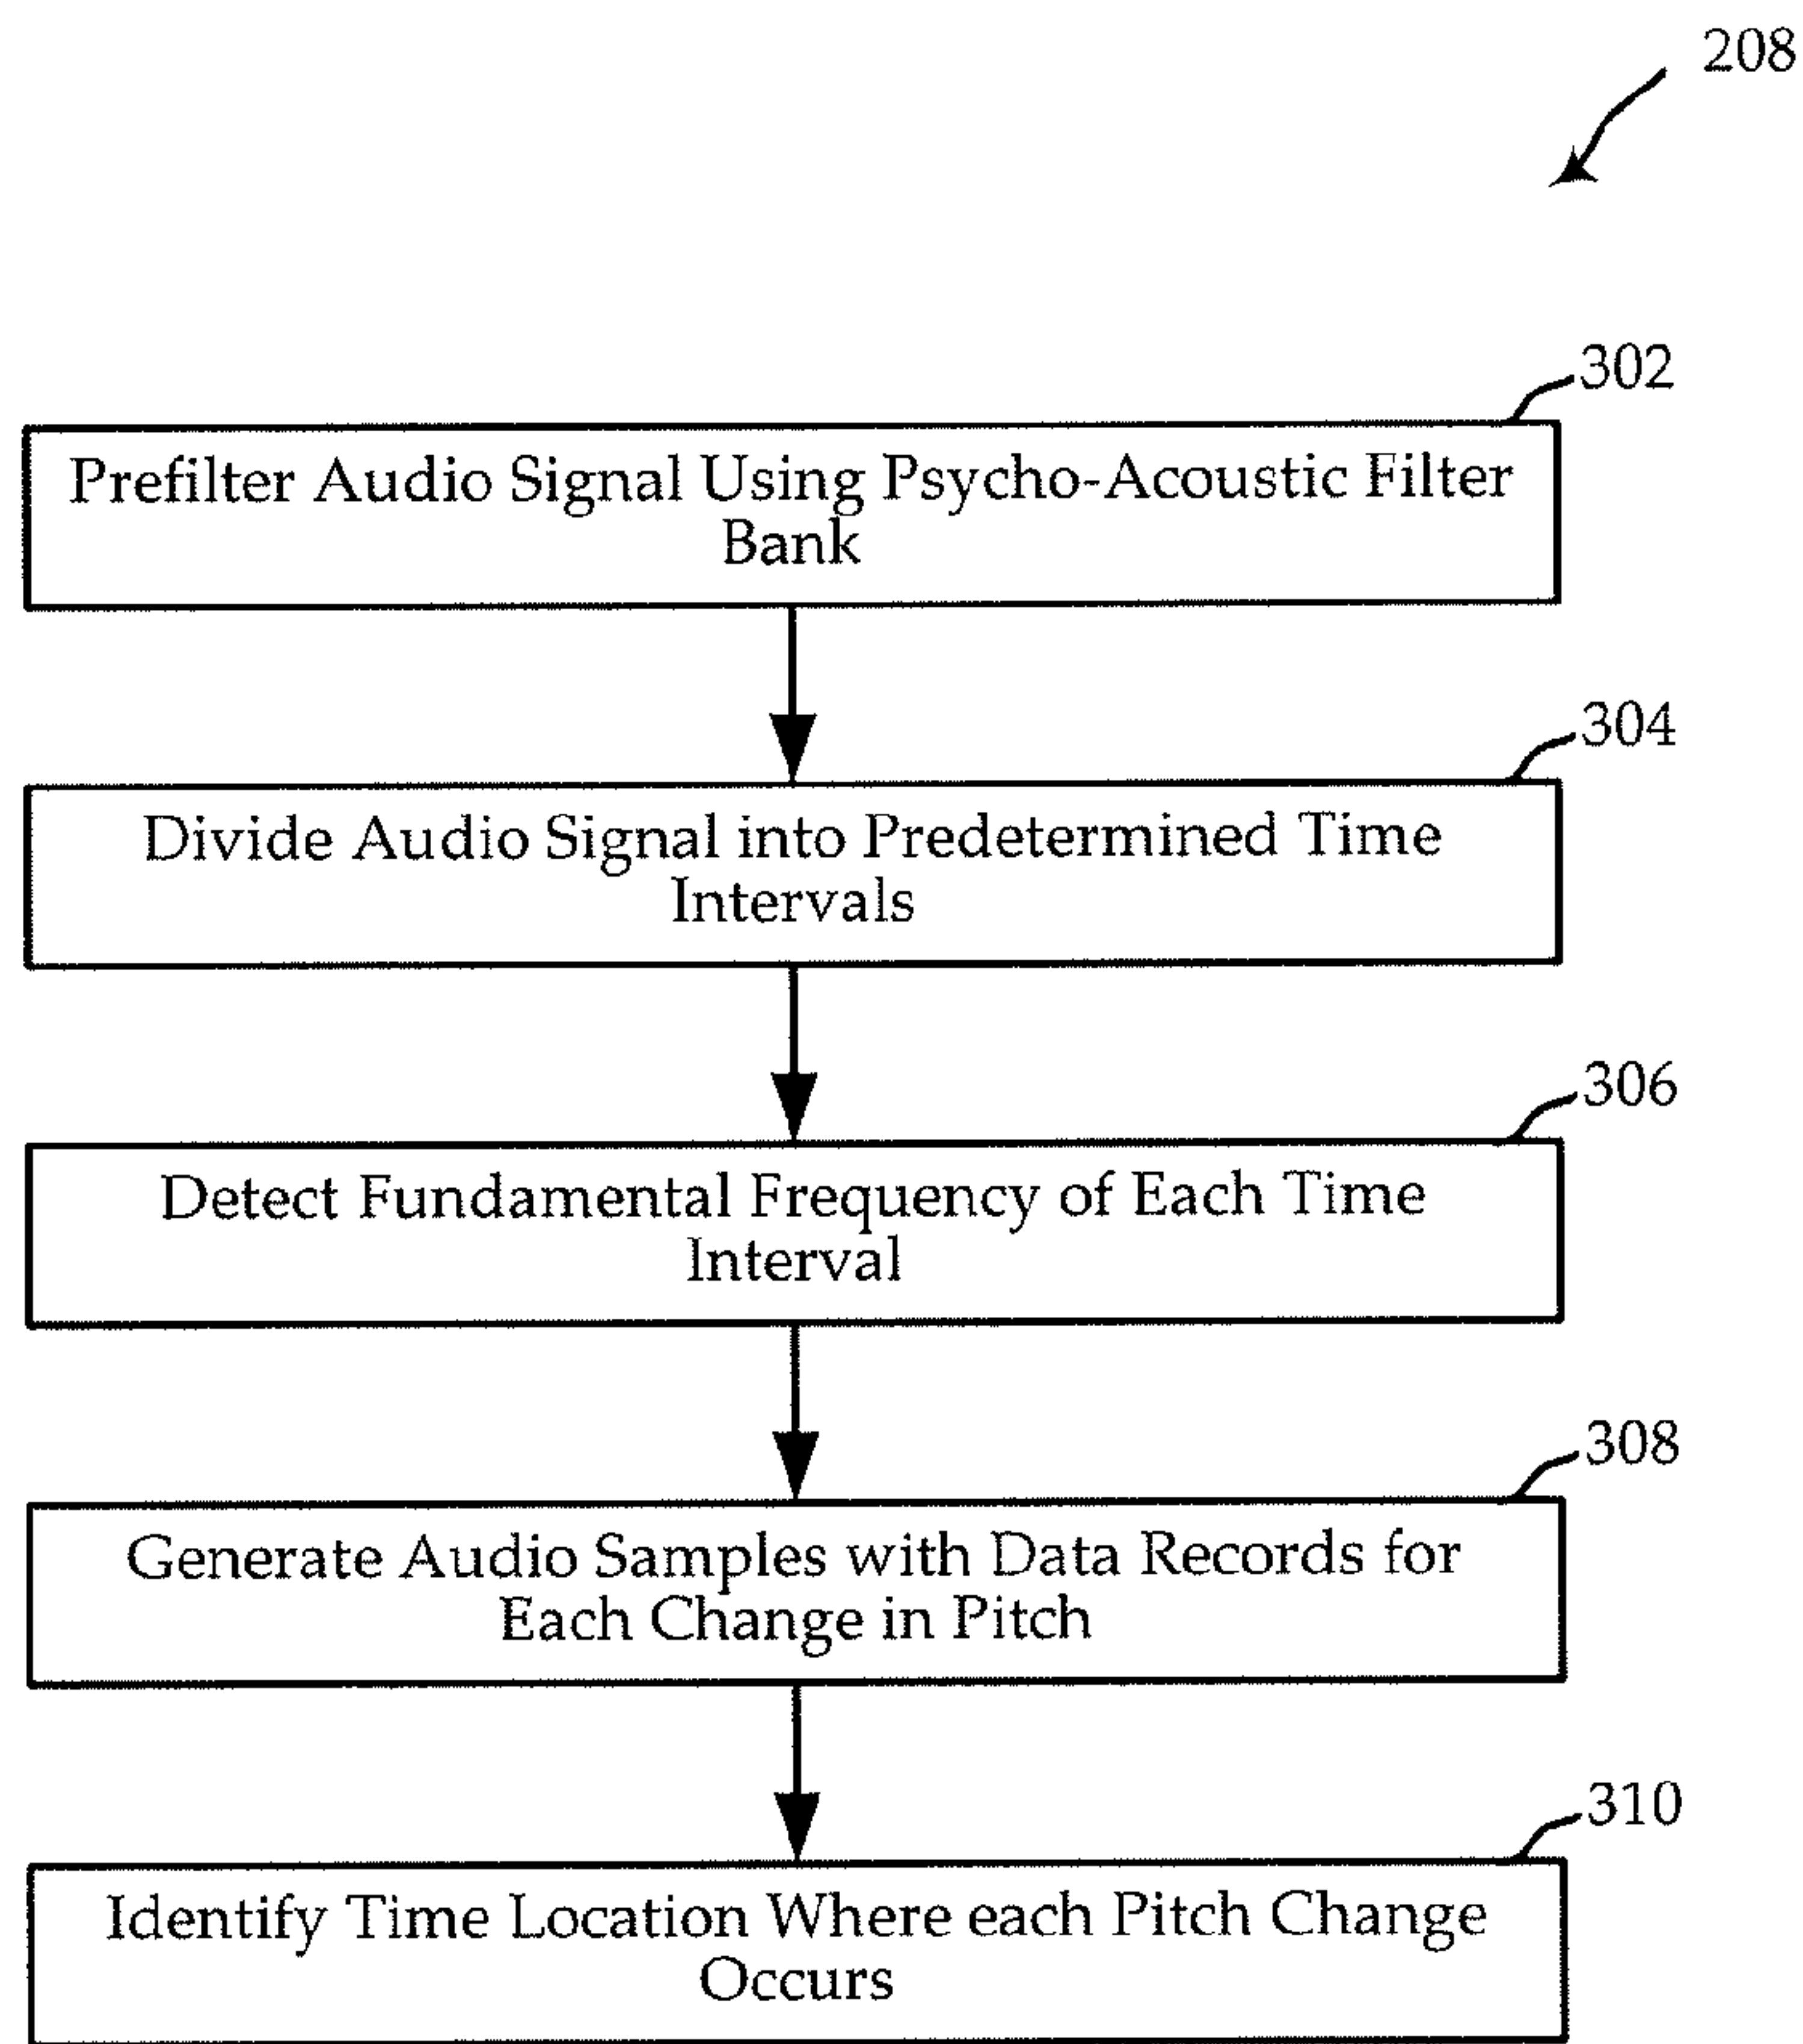 208
302
Prefilter Audio Signal Using Psycho-Acoustic Filter
Bank
304
Divide Audio Signal into Predetermined Time
Intervals
306
Detect Fundamental Frequency of Each Time
Interval
308
Generate Audio Samples with Data Records for
Each Change in Pitch
310
Identify Time Location Where each Pitch Change
Occurs